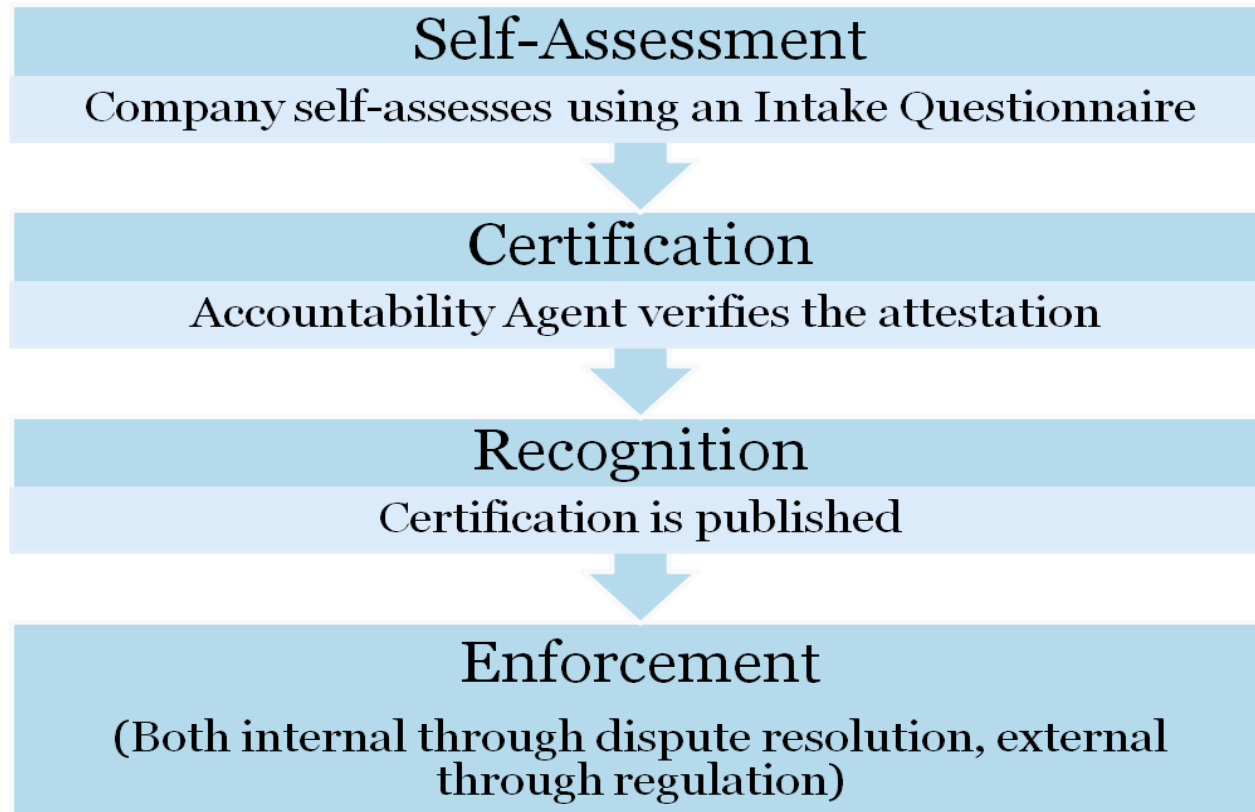 Self-Assessment
Company self-assesses using an Intake Questionnaire
Certification
Accountability Agent verifies the attestation
Recognition
Certification is published
Enforcement
(Both internal through dispute resolution, external
through regulation)